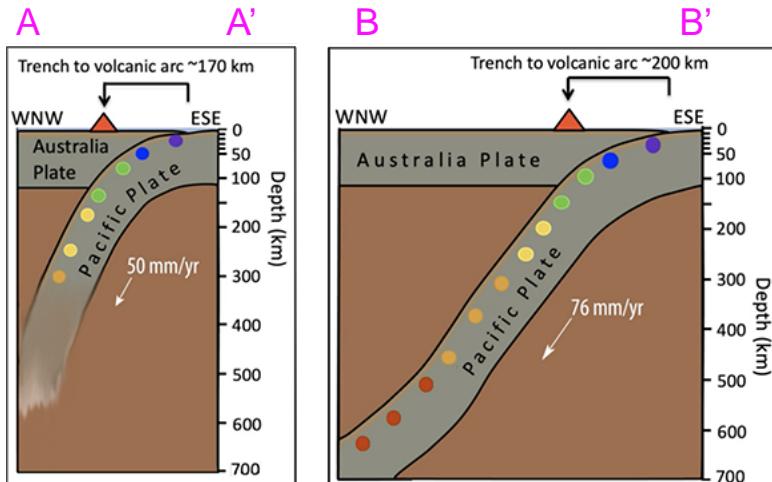 A A’ B B’
Trench to volcanic arc ~170 km
WNW ESE
Australia
Plate
Pacific Plate
50 mm/yr
0
50
100
200
300
400
500
600
700
Depth (km)
Trench to volcanic arc ~200 km
WNW ESE
Australia Plate
Pacific Plate
76 mm/yr
0
50
100
200
300
400
500
600
700
Depth (km)